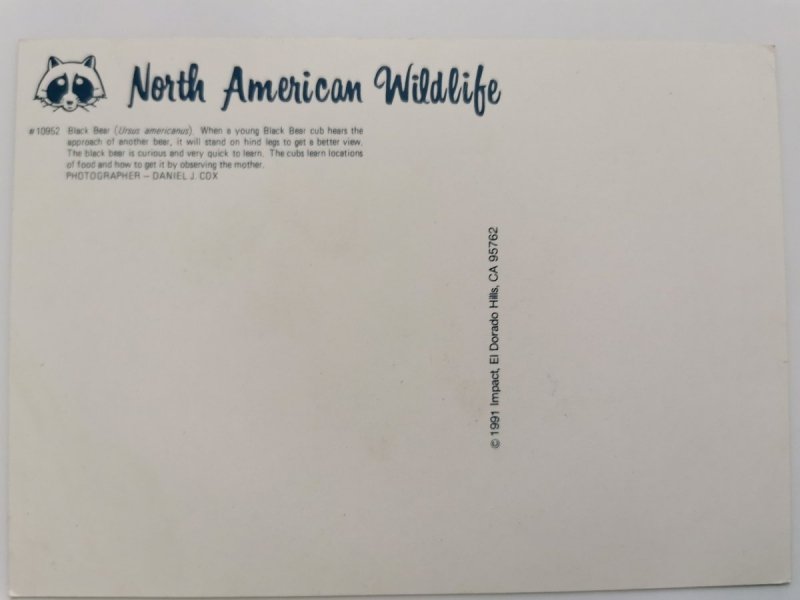 North American Wildlife
#10952 Black Bear (Ursus americanus). When a young Black Bear cub hears the
approach of another bear, it will stand on hind legs to get a better view.
The black bear is curious and very quick to learn. The cubs learn locations
of food and how to get it by observing the mother.
PHOTOGRAPHER – DANIEL J. COX
© 1991 Impact, El Dorado Hills, CA 95762